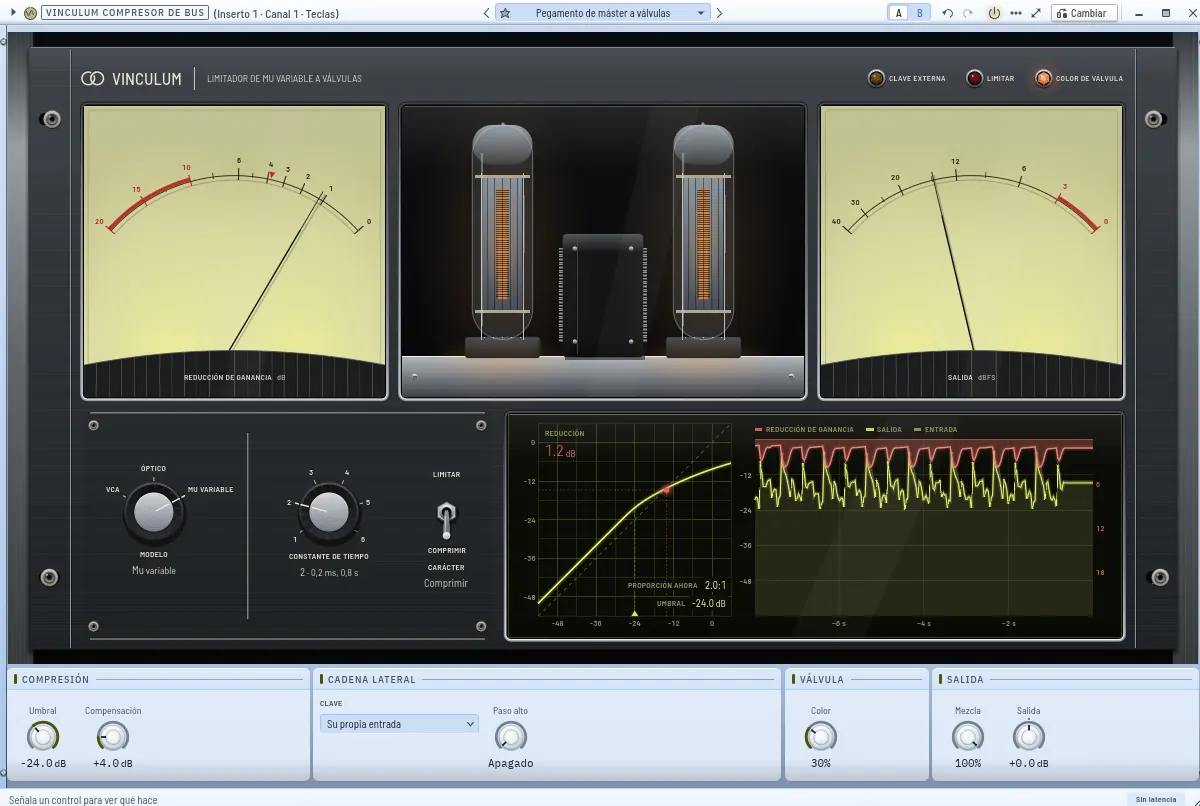 VINCULUM COMPRESOR DE BUS (Inserto 1 · Canal 1 · Teclas)
Pegamento de máster a válvulas
A B
Cambiar
VINCULUM
LIMITADOR DE MU VARIABLE A VÁLVULAS
CLAVE EXTERNA
LIMITAR
COLOR DE VÁLVULA
20 15 10 6 4 3 2 1 0
REDUCCIÓN DE GANANCIA dB
40 30 20 12 6 3 0
SALIDA dBFS
ÓPTICO
VCA
MU VARIABLE
MODELO
Mu variable
1 2 3 4 5 6
CONSTANTE DE TIEMPO
2 · 0,2 ms, 0,8 s
LIMITAR
COMPRIMIR
CARÁCTER
Comprimir
REDUCCIÓN
1.2 dB
0
-12
-24
-36
-48
PROPORCIÓN AHORA 2.0:1
UMBRAL -24.0 dB
-48 -36 -24 -12 0
REDUCCIÓN DE GANANCIA SALIDA ENTRADA
-12
-24
-36
-48
6
12
18
-6 s -4 s -2 s
COMPRESIÓN
Umbral
Compensación
-24.0 dB
+4.0 dB
CADENA LATERAL
CLAVE
Su propia entrada
Paso alto
Apagado
VÁLVULA
Color
30%
SALIDA
Mezcla
Salida
100%
+0.0 dB
Señala un control para ver qué hace
Sin latencia